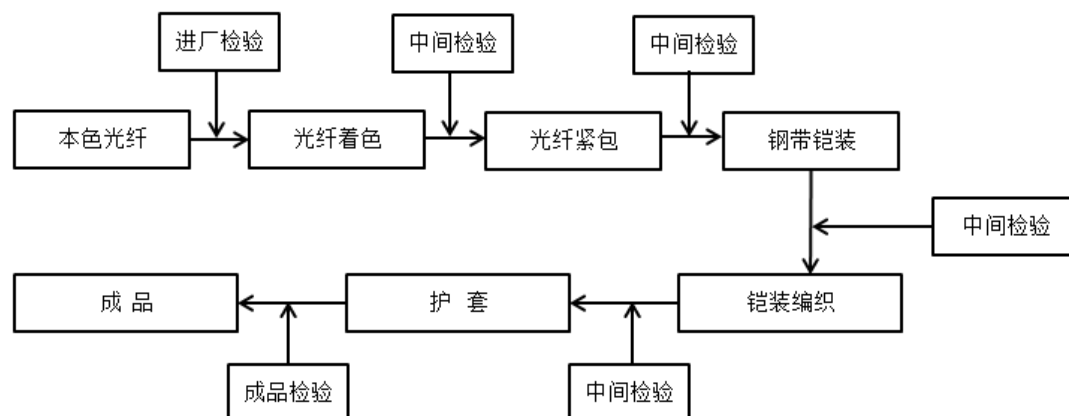 进厂检验
中间检验
中间检验
本色光纤
光纤着色
光纤紧包
钢带铠装
中间检验
成 品
护 套
铠装编织
成品检验
中间检验